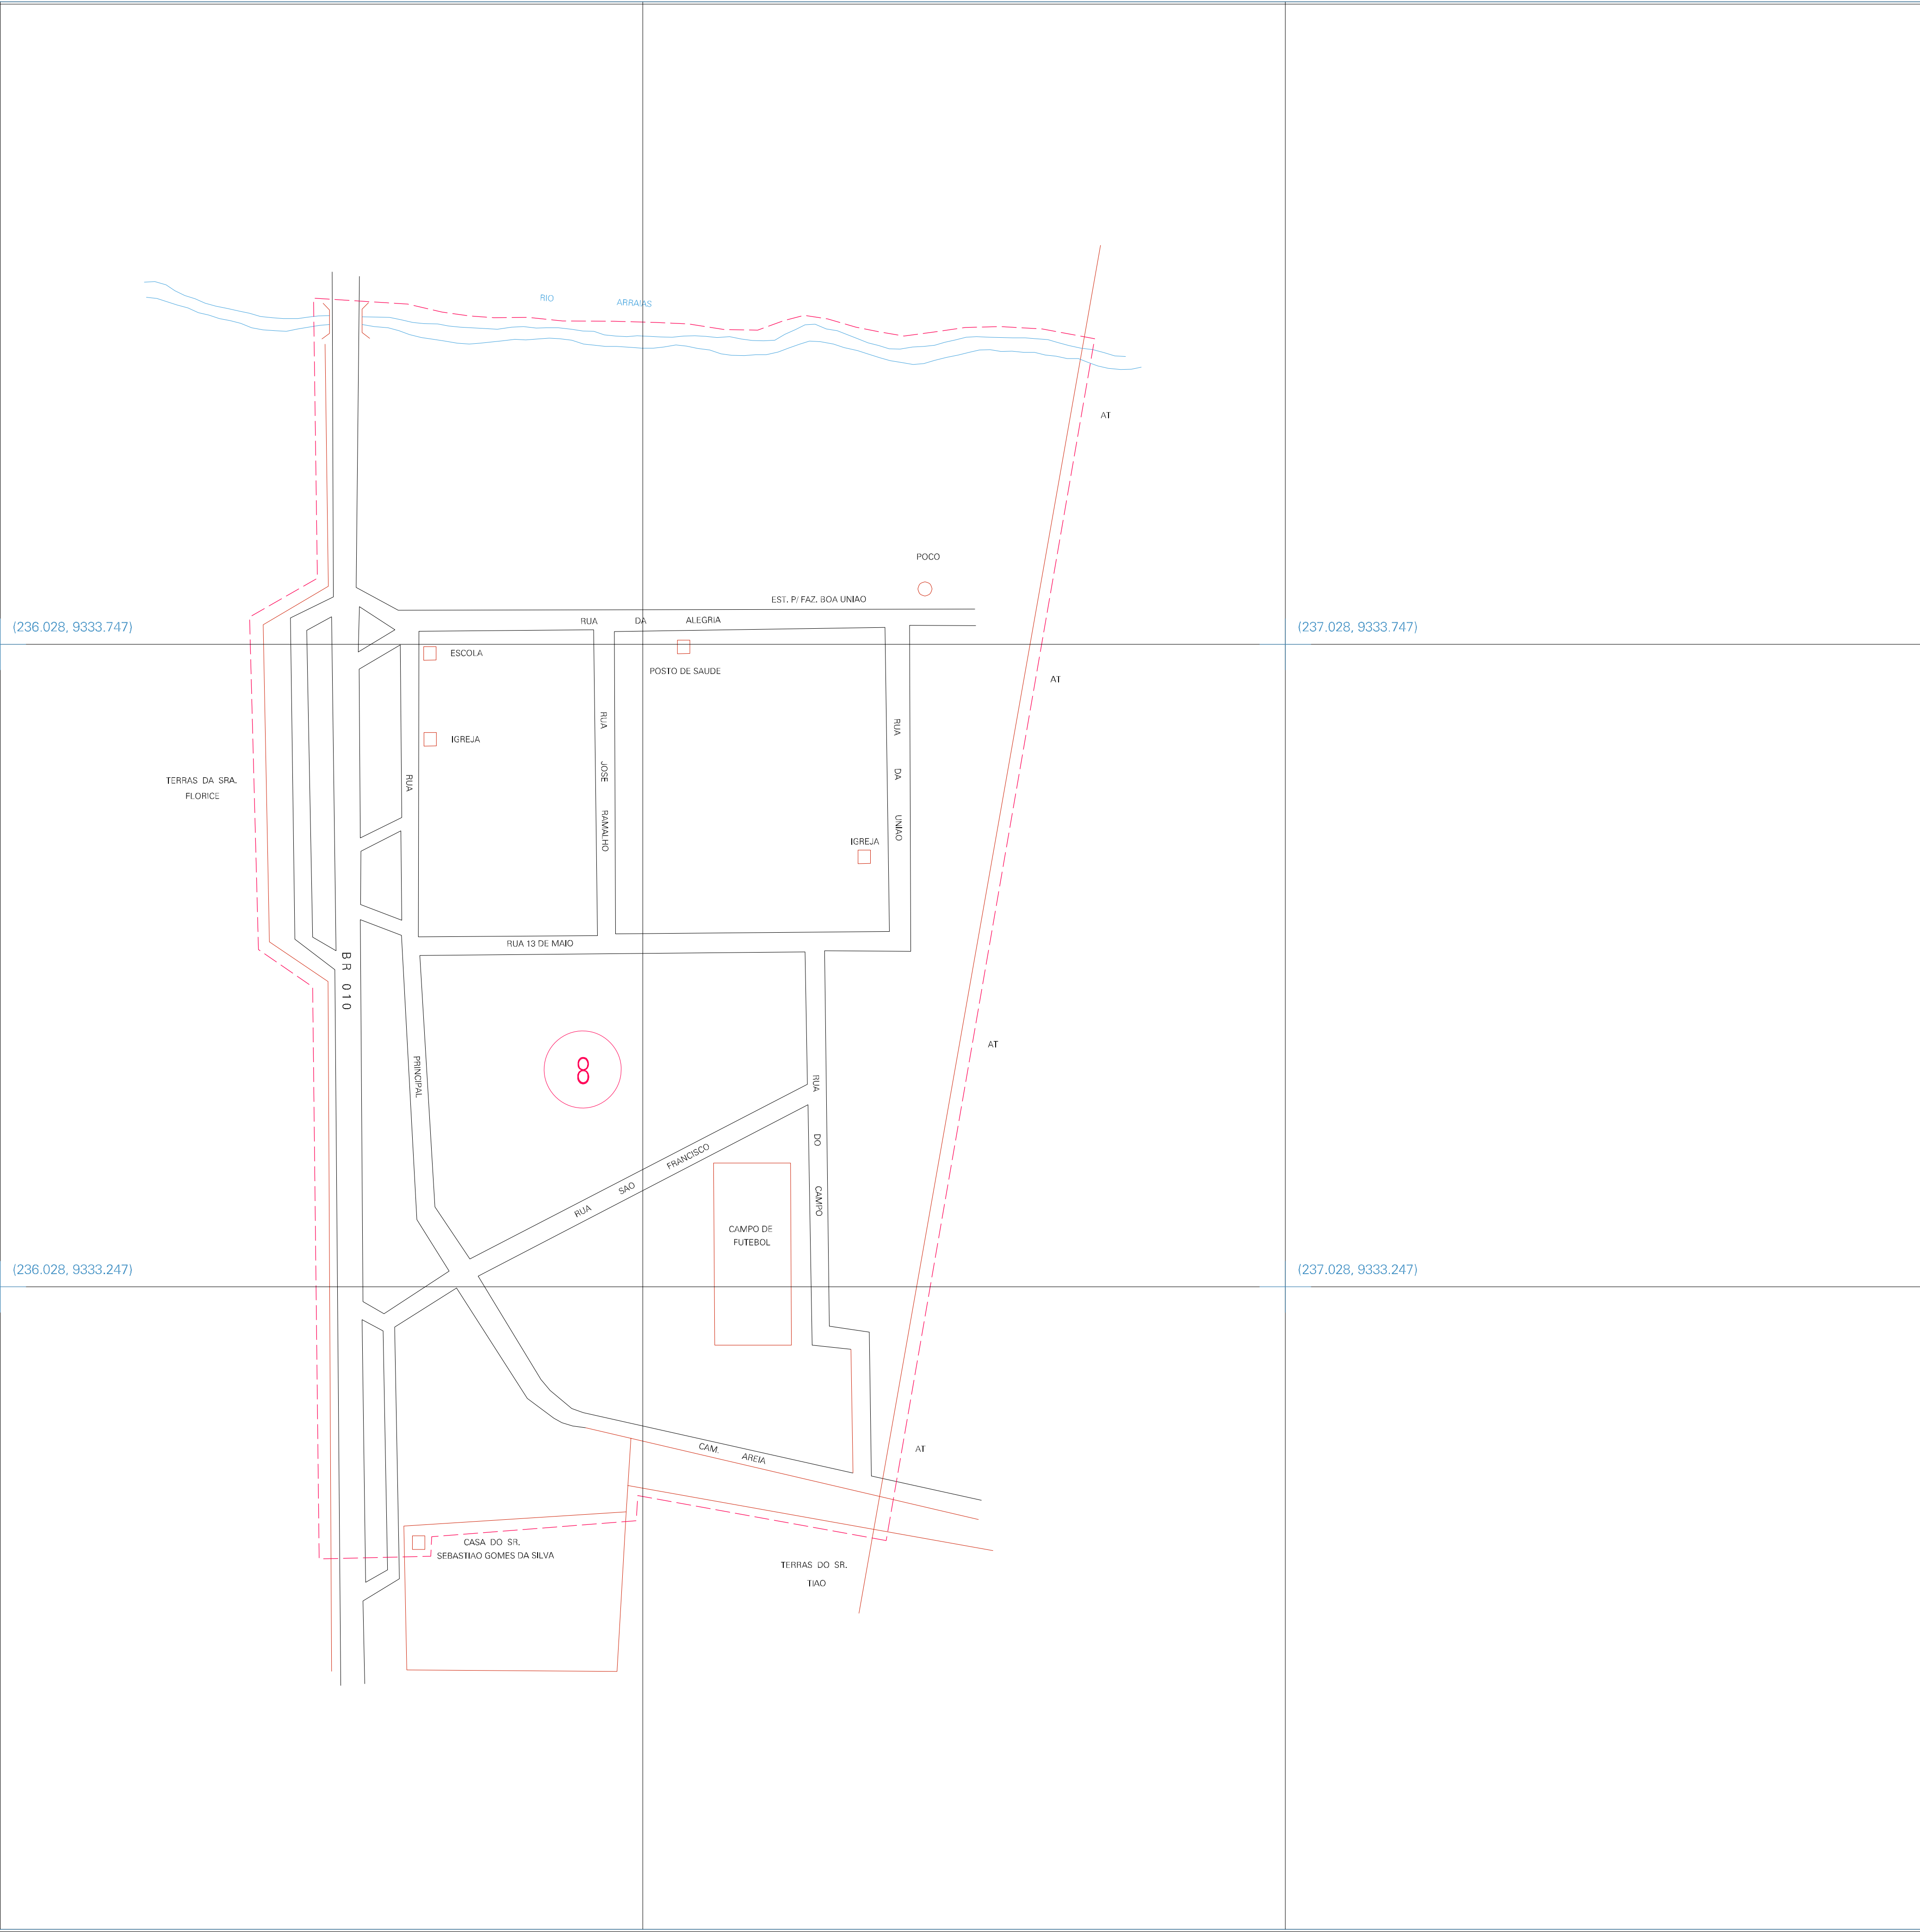 RIO ARRAIAS
AT
POCO
EST. P/ FAZ. BOA UNIAO
RUA DA ALEGRIA
(236.028, 9333.747)
(237.028, 9333.747)
ESCOLA
POSTO DE SAUDE
AT
IGREJA
RUA JOSE RAMALHO
RUA DA UNIAO
TERRAS DA SRA.
FLORICE
RUA PRINCIPAL
IGREJA
RUA 13 DE MAIO
BR 010
AT
8
RUA DO CAMPO
RUA SAO FRANCISCO
CAMPO DE
FUTEBOL
(236.028, 9333.247)
(237.028, 9333.247)
CAM. AREIA
AT
CASA DO SR.
SEBASTIAO GOMES DA SILVA
TERRAS DO SR.
TIAO